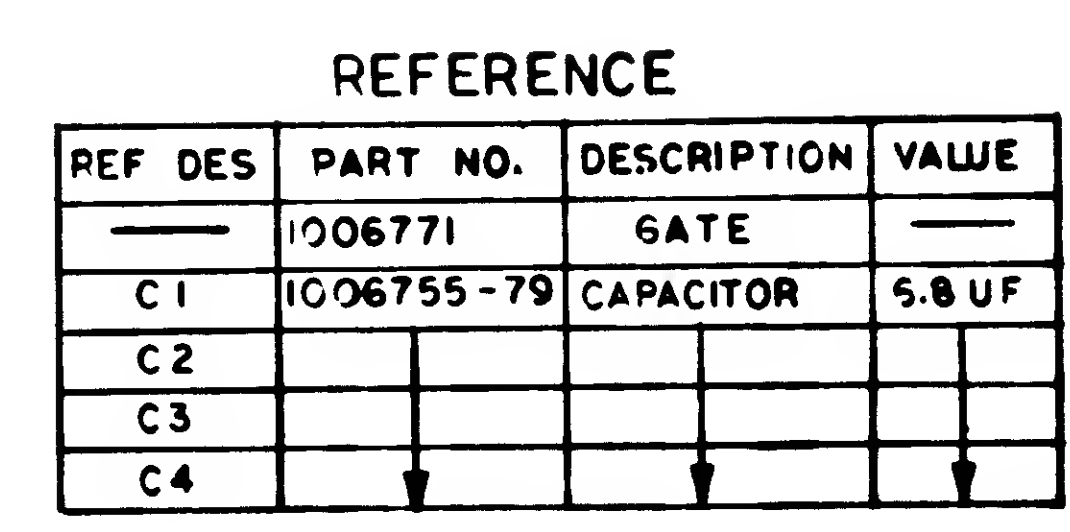 REFERENCE
REF DES PART NO. DESCRIPTION VALUE
— 1006771 GATE —
C1 1006755-79 CAPACITOR 5.8 UF
C2
C3
C4